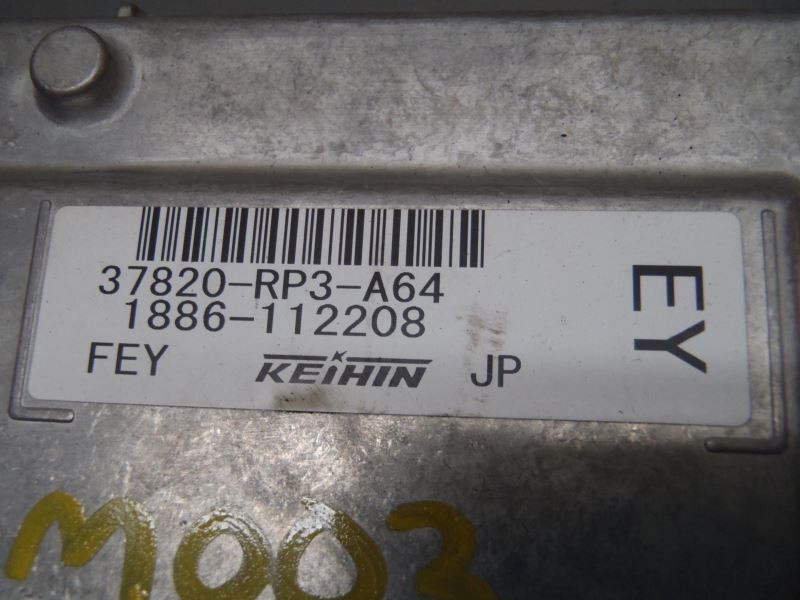 37820-RP3-A64
1886-112208
FEY KEIHIN JP
EY
M003